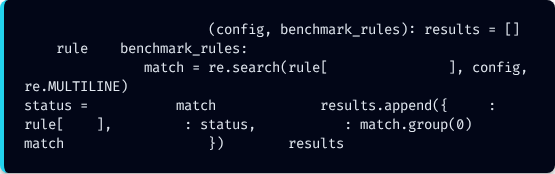 (config, benchmark_rules): results = []
rule benchmark_rules:
match = re.search(rule[ ], config,
re.MULTILINE)
status = match results.append({ :
rule[ ], : status, : match.group(0)
match }) results